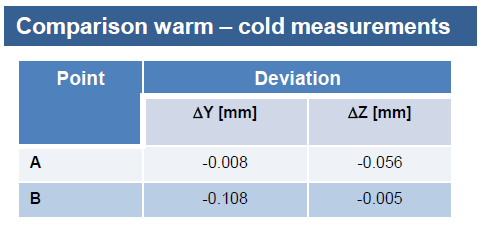 Comparison warm – cold measurements
Point Deviation
ΔY [mm] ΔZ [mm]
A -0.008 -0.056
B -0.108 -0.005